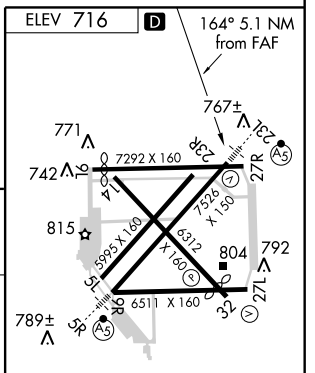 ELEV 716 D
164° 5.1 NM
from FAF
767±
771
23L
23R
A5
742
7292 X 160
9L
27R
14
V
7526
X 150
815
5995 X 160
6312
X 160
P
804
792
5L
9R
6511 X 160
27L
32
V
5R
A5
789±